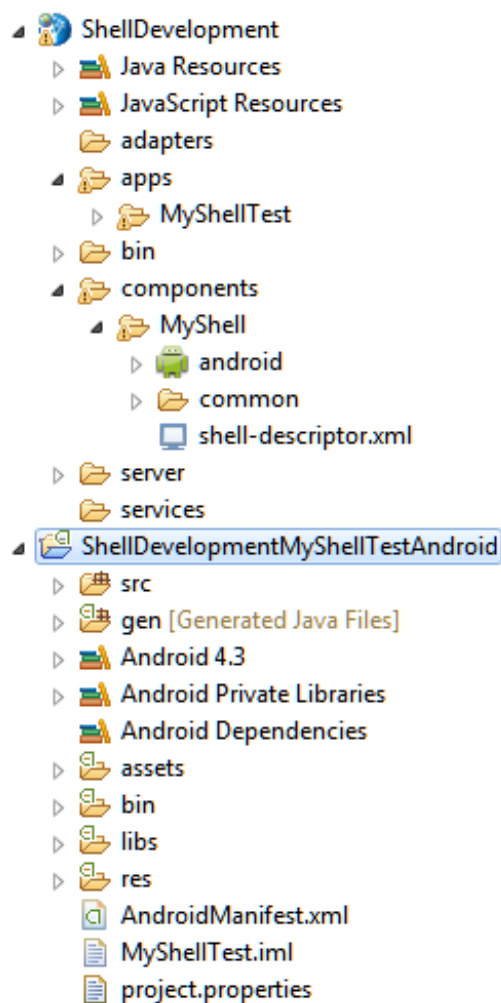 ShellDevelopment
Java Resources
JavaScript Resources
adapters
apps
MyShellTest
bin
components
MyShell
android
common
shell-descriptor.xml
server
services
ShellDevelopmentMyShellTestAndroid
src
gen [Generated Java Files]
Android 4.3
Android Private Libraries
Android Dependencies
assets
bin
libs
res
AndroidManifest.xml
MyShellTest.iml
project.properties